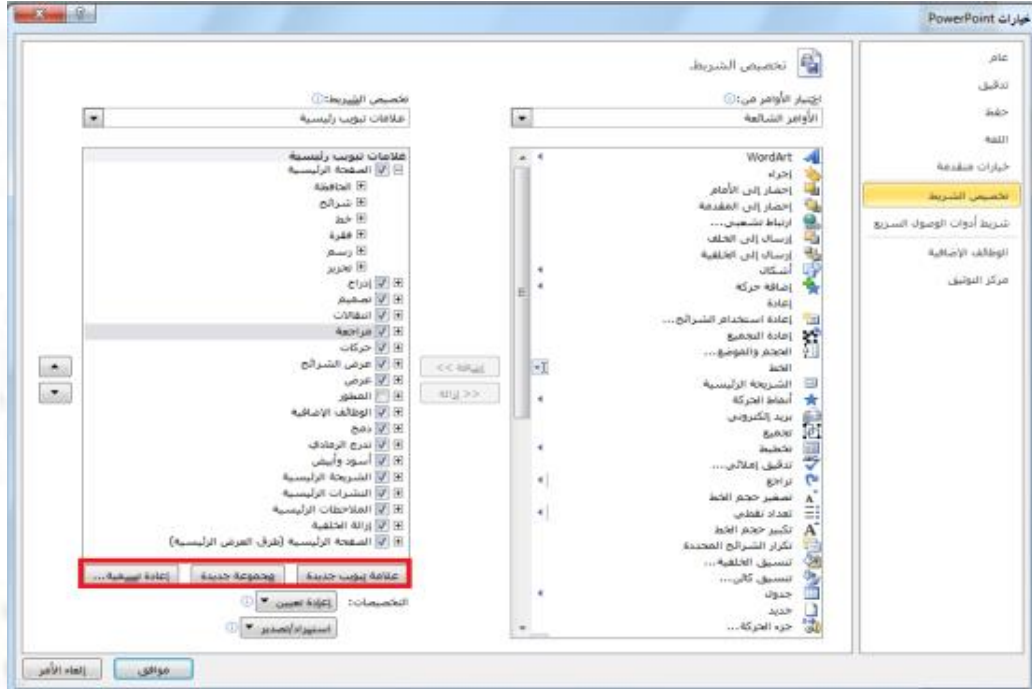 خيارات PowerPoint
عام
تدقيق
حفظ
اللغة
خيارات متقدمة
تخصيص الشريط
شريط أدوات الوصول السريع
الوظائف الإضافية
مركز التوثيق
تخصيص الشريط.
اختيار الأوامر من:
الأوامر الشائعة
WordArt
إجراء
إحضار إلى الأمام
إحضار إلى المقدمة
ارتباط تشعبي...
إرسال إلى الخلف
إرسال إلى الخلفية
أشكال
إضافة حركة
إعادة
إعادة استخدام الشرائح...
إعادة التجميع
الحجم والموضع...
الخط
الشريحة الرئيسية
أنماط الحركة
بريد إلكتروني
تجميع
تخطيط
تدقيق إملائي...
تراجع
تصغير حجم الخط
تعداد نقطي
تكبير حجم الخط
تكرار الشرائح المحددة
تنسيق الخلفية...
تنسيق كائن...
جدول
جديد
جزء الحركة...
إضافة >>
<< إزالة
تخصيص الشريط:
علامات تبويب رئيسية
علامات تبويب رئيسية
الصفحة الرئيسية
الحافظة
شرائح
خط
فقرة
رسم
تحرير
إدراج
تصميم
انتقالات
مراجعة
حركات
عرض الشرائح
عرض
المطور
الوظائف الإضافية
دمج
تدرج الرمادي
أسود وأبيض
الشريحة الرئيسية
النشرات الرئيسية
الملاحظات الرئيسية
إزالة الخلفية
الصفحة الرئيسية (طرق العرض الرئيسية)
علامة تبويب جديدة مجموعة جديدة إعادة تسمية...
التخصيصات: إعادة تعيين
استيراد/تصدير
موافق إلغاء الأمر